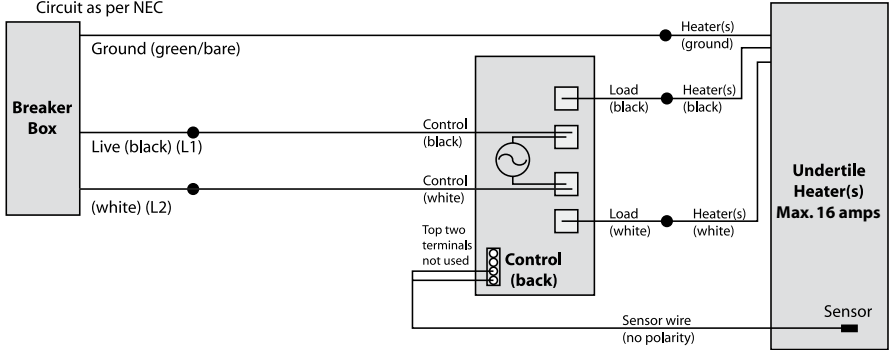 Circuit as per NEC
Ground (green/bare)
Heater(s)
(ground)
Breaker
Box
Load
(black)
Heater(s)
(black)
Live (black) (L1)
Control
(black)
(white) (L2)
Control
(white)
Load
(white)
Heater(s)
(white)
Undertile
Heater(s)
Max. 16 amps
Top two
terminals
not used
Control
(back)
Sensor wire
(no polarity)
Sensor